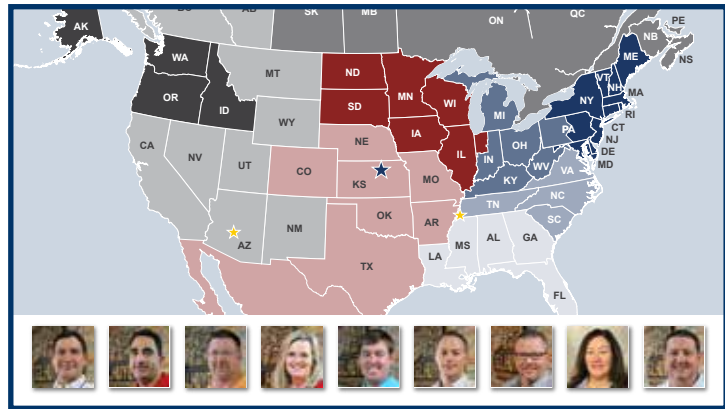 SK
MB
ON
QC
AK
PE
NB
NS
WA
MT
ND
MN
ME
VT
NH
OR
ID
SD
WI
NY
MA
RI
WY
MI
CT
CA
NV
UT
NE
IA
PA
NJ
IL
IN
OH
DE
MD
CO
KS
MO
WV
VA
KY
NC
TN
AZ
NM
OK
AR
SC
TX
LA
MS
AL
GA
FL